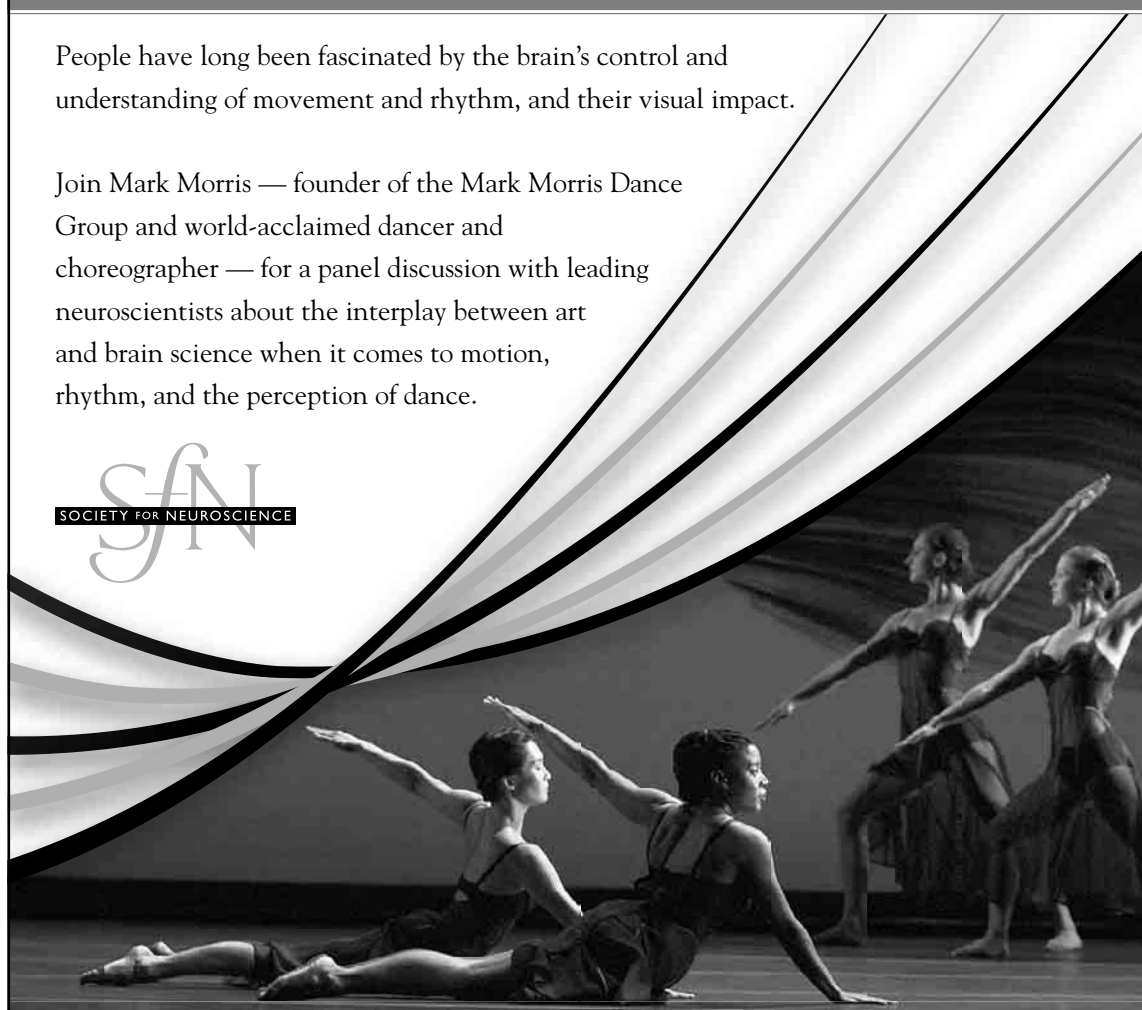 People have long been fascinated by the brain’s control and
understanding of movement and rhythm, and their visual impact.
Join Mark Morris — founder of the Mark Morris Dance
Group and world-acclaimed dancer and
choreographer — for a panel discussion with leading
neuroscientists about the interplay between art
and brain science when it comes to motion,
rhythm, and the perception of dance.
SfN
SOCIETY FOR NEUROSCIENCE